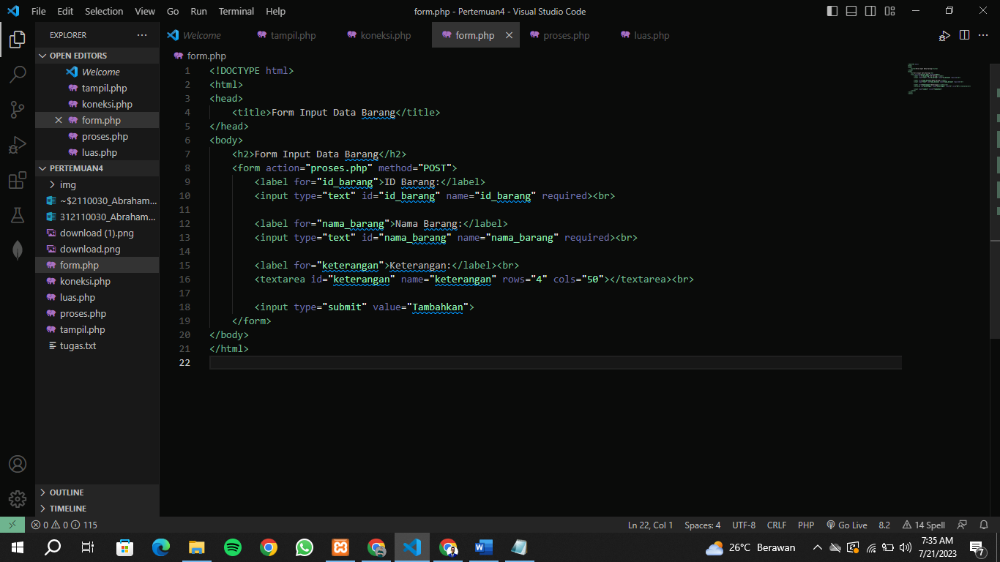 File Edit Selection View Go Run Terminal Help
form.php - Pertemuan4 - Visual Studio Code
EXPLORER
OPEN EDITORS
Welcome
tampil.php
koneksi.php
form.php
proses.php
luas.php
PERTEMUAN4
img
~$2110030_Abraham...
312110030_Abraham...
download (1).png
download.png
form.php
koneksi.php
luas.php
proses.php
tampil.php
tugas.txt
OUTLINE
TIMELINE
Welcome tampil.php koneksi.php form.php proses.php luas.php
form.php
1 <!DOCTYPE html>
2 <html>
3 <head>
4 <title>Form Input Data Barang</title>
5 </head>
6 <body>
7 <h2>Form Input Data Barang</h2>
8 <form action="proses.php" method="POST">
9 <label for="id_barang">ID Barang:</label>
10 <input type="text" id="id_barang" name="id_barang" required><br>
11
12 <label for="nama_barang">Nama Barang:</label>
13 <input type="text" id="nama_barang" name="nama_barang" required><br>
14
15 <label for="keterangan">Keterangan:</label><br>
16 <textarea id="keterangan" name="keterangan" rows="4" cols="50"></textarea><br>
17
18 <input type="submit" value="Tambahkan">
19 </form>
20 </body>
21 </html>
22
0 0 115
Ln 22, Col 1 Spaces: 4 UTF-8 CRLF PHP Go Live 8.2 14 Spell
26°C Berawan
7:35 AM
7/21/2023
7